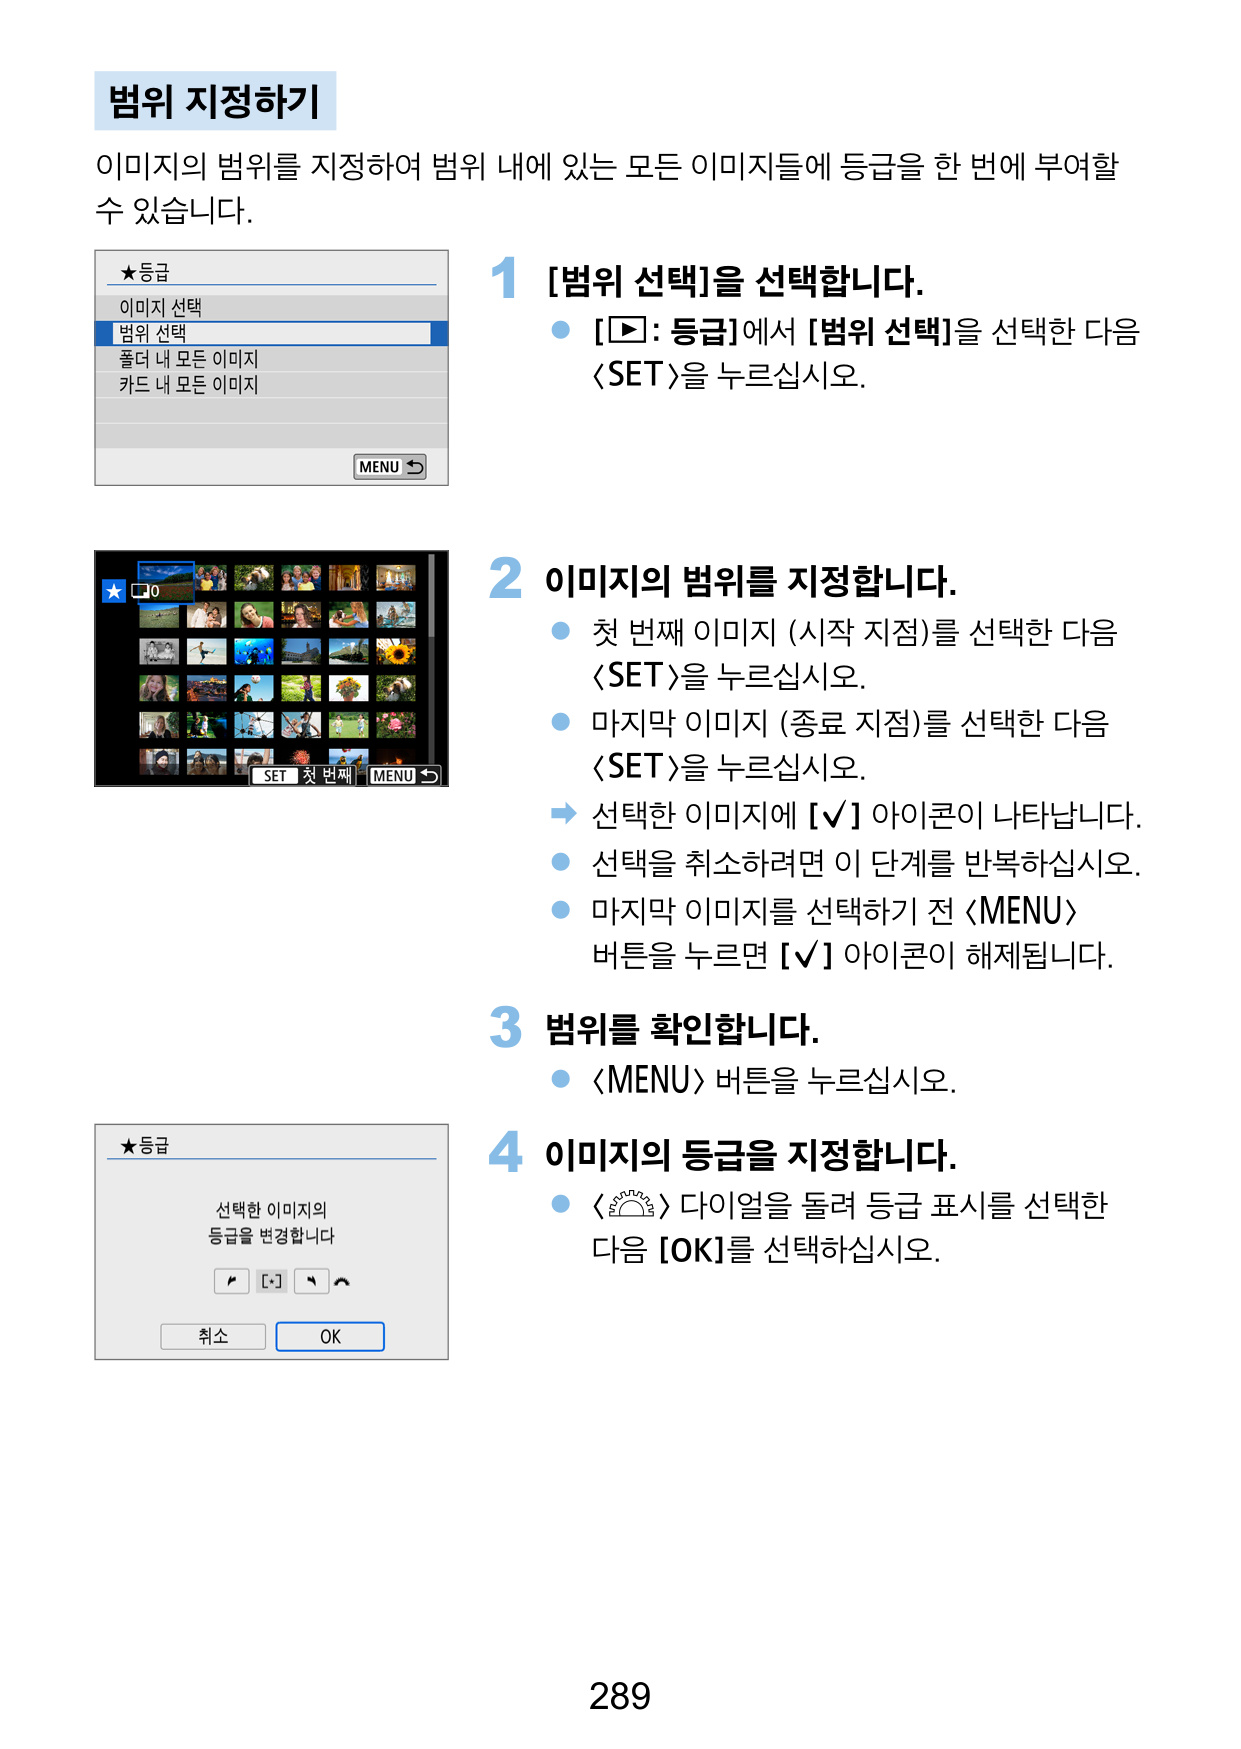 범위 지정하기
이미지의 범위를 지정하여 범위 내에 있는 모든 이미지들에 등급을 한 번에 부여할
수 있습니다.
★등급
이미지 선택
범위 선택
폴더 내 모든 이미지
카드 내 모든 이미지
MENU
1 [범위 선택]을 선택합니다.
● [▶: 등급]에서 [범위 선택]을 선택한 다음
〈SET〉을 누르십시오.
★ 0
SET 첫 번째 MENU
2 이미지의 범위를 지정합니다.
● 첫 번째 이미지 (시작 지점)를 선택한 다음
〈SET〉을 누르십시오.
● 마지막 이미지 (종료 지점)를 선택한 다음
〈SET〉을 누르십시오.
➡ 선택한 이미지에 [✓] 아이콘이 나타납니다.
● 선택을 취소하려면 이 단계를 반복하십시오.
● 마지막 이미지를 선택하기 전 〈MENU〉
버튼을 누르면 [✓] 아이콘이 해제됩니다.
3 범위를 확인합니다.
● 〈MENU〉 버튼을 누르십시오.
★등급
선택한 이미지의
등급을 변경합니다
취소 OK
4 이미지의 등급을 지정합니다.
● 〈〉 다이얼을 돌려 등급 표시를 선택한
다음 [OK]를 선택하십시오.
289